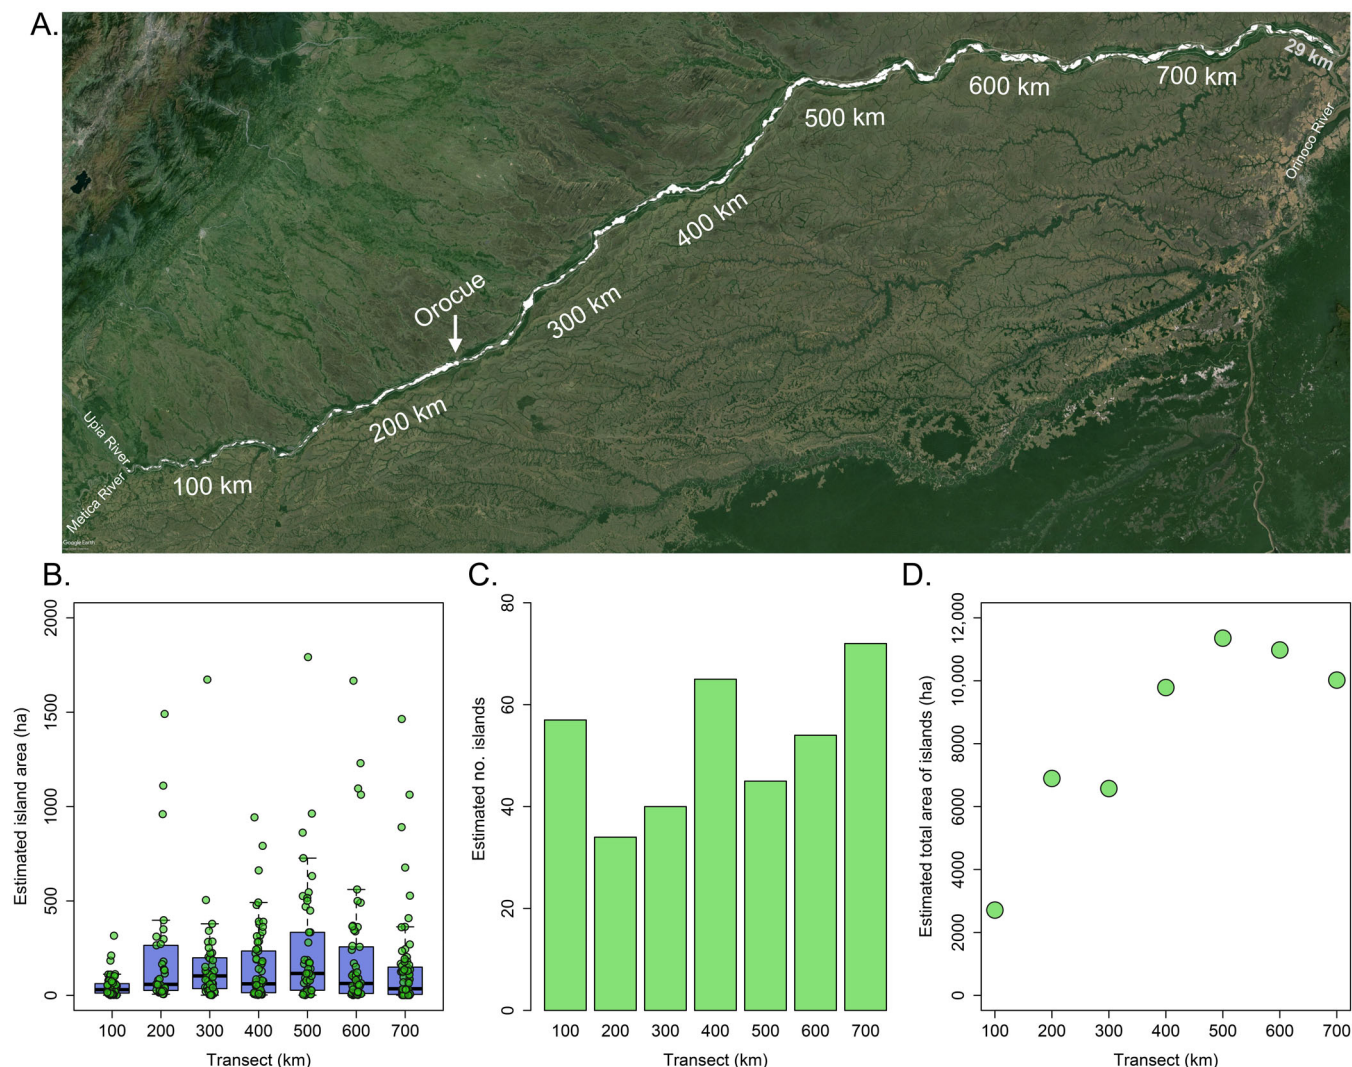 A.
29 km
700 km
600 km
500 km
Orinoco River
400 km
Orocue
300 km
200 km
Upia River
100 km
Metica River
Google Earth
B.
Estimated island area (ha)
2000
1500
1000
500
0
100 200 300 400 500 600 700
Transect (km)
C.
Estimated no. islands
80
60
40
20
0
100 200 300 400 500 600 700
Transect (km)
D.
Estimated total area of islands (ha)
12,000
10,000
8000
6000
4000
2000
0
100 200 300 400 500 600 700
Transect (km)